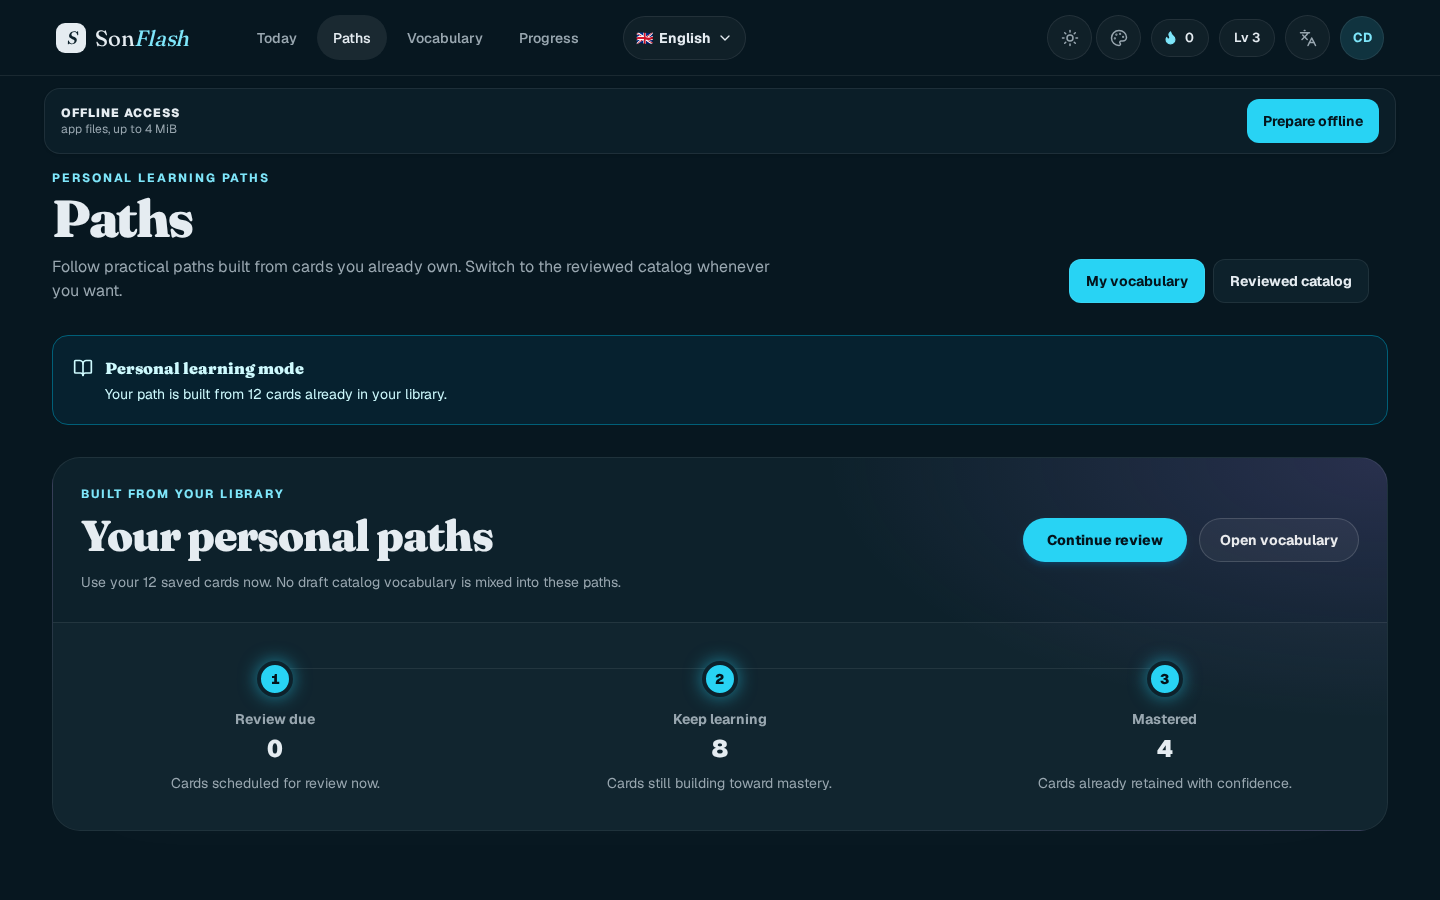 S SonFlash
Today Paths Vocabulary Progress
🇬🇧 English
0 Lv 3 CD
OFFLINE ACCESS
app files, up to 4 MiB
Prepare offline
PERSONAL LEARNING PATHS
Paths
Follow practical paths built from cards you already own. Switch to the reviewed catalog whenever
you want.
My vocabulary Reviewed catalog
Personal learning mode
Your path is built from 12 cards already in your library.
BUILT FROM YOUR LIBRARY
Your personal paths
Use your 12 saved cards now. No draft catalog vocabulary is mixed into these paths.
Continue review Open vocabulary
1
Review due
0
Cards scheduled for review now.
2
Keep learning
8
Cards still building toward mastery.
3
Mastered
4
Cards already retained with confidence.